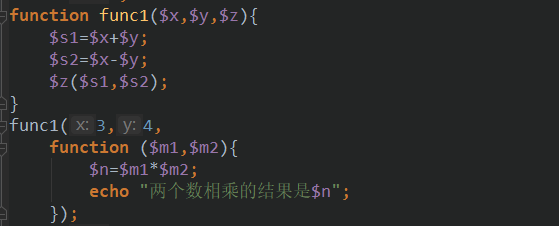 function func1($x,$y,$z){
    $s1=$x+$y;
    $s2=$x-$y;
    $z($s1,$s2);
}
func1( x: 3, y: 4,
    function ($m1,$m2){
        $n=$m1*$m2;
        echo "两个数相乘的结果是$n";
    });